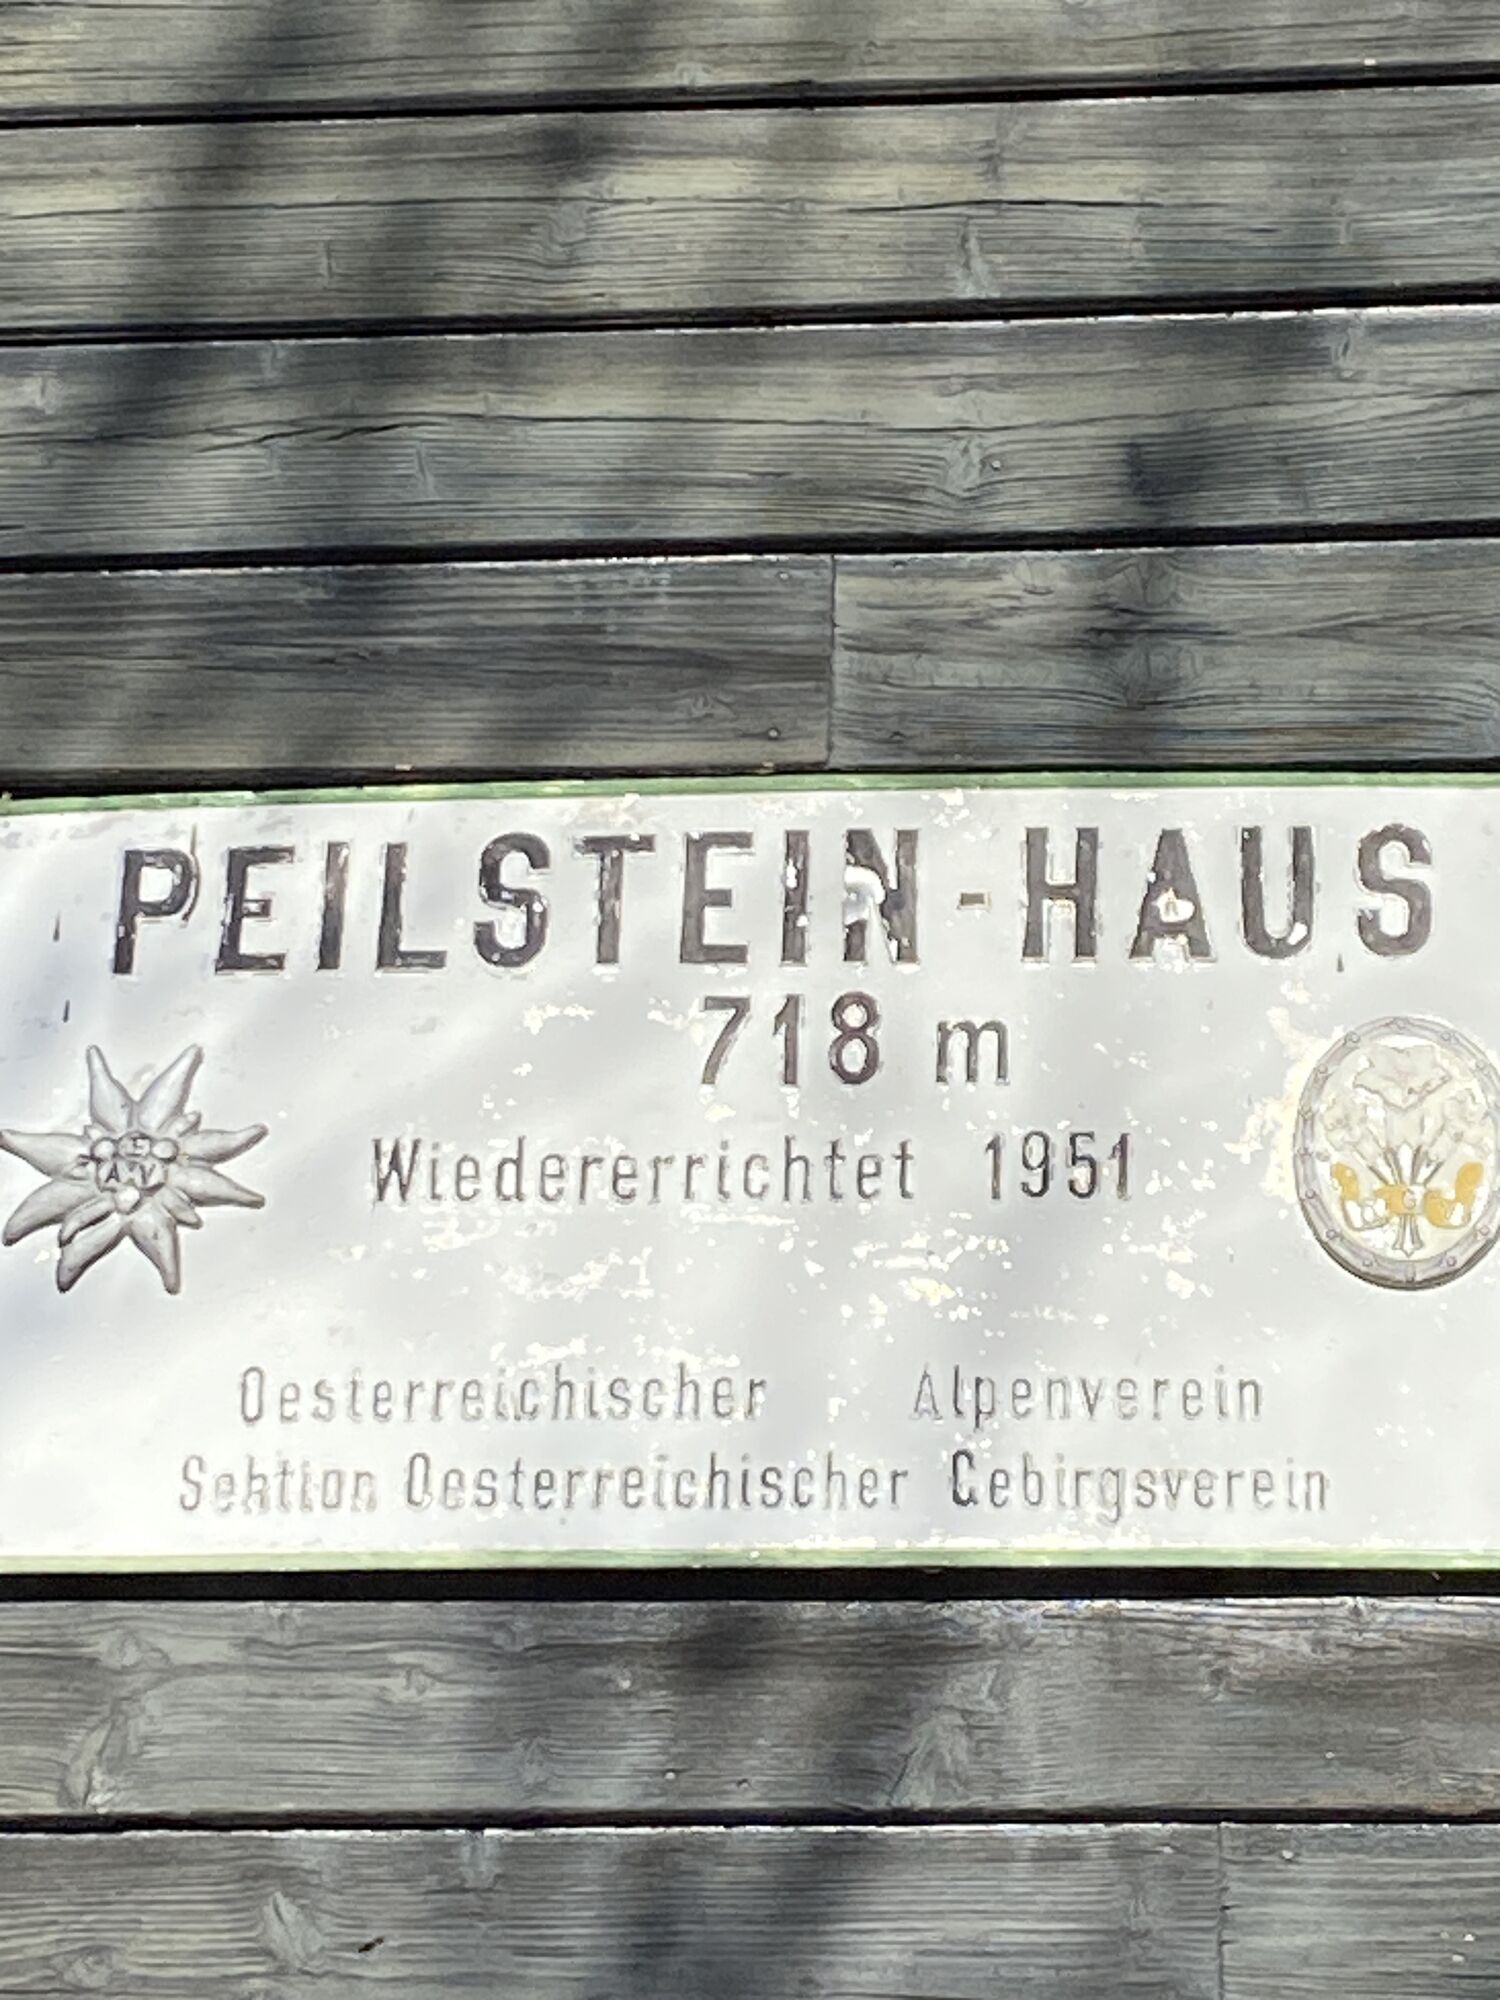 PEILSTEIN-HAUS
718 m
Wiedererrichtet 1951
Oesterreichischer Alpenverein
Sektion Oesterreichischer Gebirgsverein